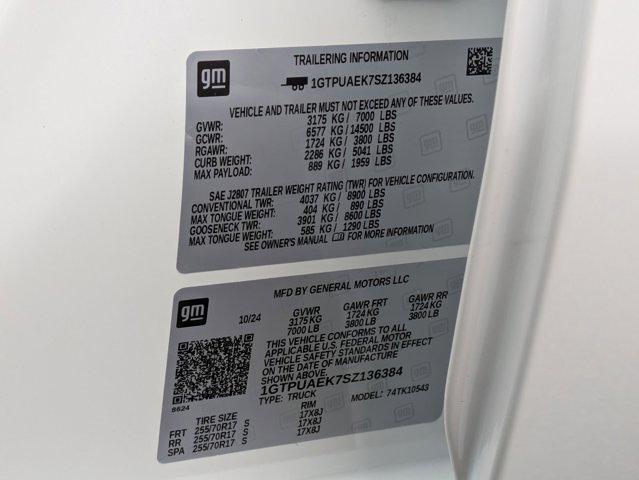 gm
TRAILERING INFORMATION
1GTPUAEK7SZ136384
VEHICLE AND TRAILER MUST NOT EXCEED ANY OF THESE VALUES.
GVWR: 3175 KG / 7000 LBS
GCWR: 6577 KG / 14500 LBS
RGAWR: 1724 KG / 3800 LBS
CURB WEIGHT: 2286 KG / 5041 LBS
MAX PAYLOAD: 889 KG / 1959 LBS
SAE J2807 TRAILER WEIGHT RATING (TWR) FOR VEHICLE CONFIGURATION.
CONVENTIONAL TWR: 4037 KG / 8900 LBS
MAX TONGUE WEIGHT: 404 KG / 890 LBS
GOOSENECK TWR: 3901 KG / 8600 LBS
MAX TONGUE WEIGHT: 585 KG / 1290 LBS
SEE OWNER'S MANUAL FOR MORE INFORMATION
gm
MFD BY GENERAL MOTORS LLC
10/24 GVWR GAWR FRT GAWR RR
3175 KG 1724 KG 1724 KG
7000 LB 3800 LB 3800 LB
THIS VEHICLE CONFORMS TO ALL
APPLICABLE U.S. FEDERAL MOTOR
VEHICLE SAFETY STANDARDS IN EFFECT
ON THE DATE OF MANUFACTURE
SHOWN ABOVE.
1GTPUAEK7SZ136384
TYPE: TRUCK MODEL: 74TK10543
8624
TIRE SIZE RIM
FRT 255/70R17 S 17X8J
RR 255/70R17 S 17X8J
SPA 255/70R17 S 17X8J